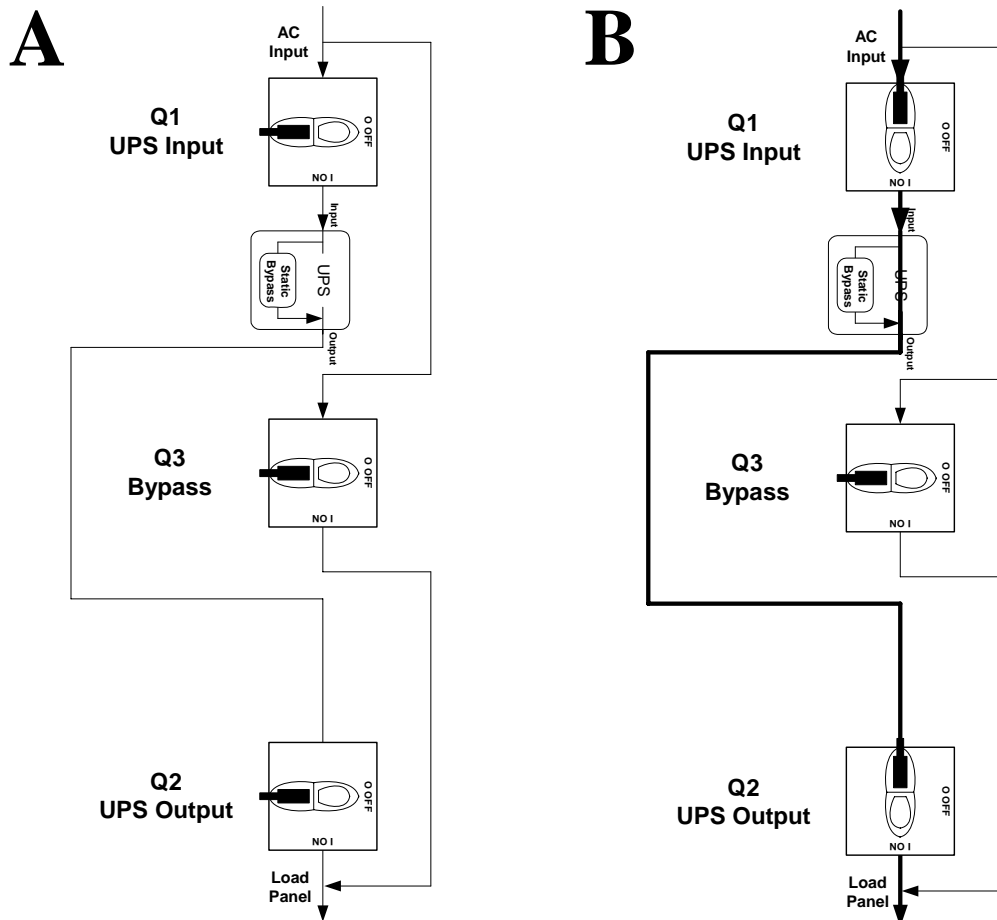 A
AC
Input
Q1
UPS Input
O OFF
NO I
Input
UPS
Static
Bypass
Output
Q3
Bypass
O OFF
NO I
Q2
UPS Output
O OFF
NO I
Load
Panel
B
AC
Input
Q1
UPS Input
O OFF
NO I
Input
UPS
Static
Bypass
Output
Q3
Bypass
O OFF
NO I
Q2
UPS Output
O OFF
NO I
Load
Panel